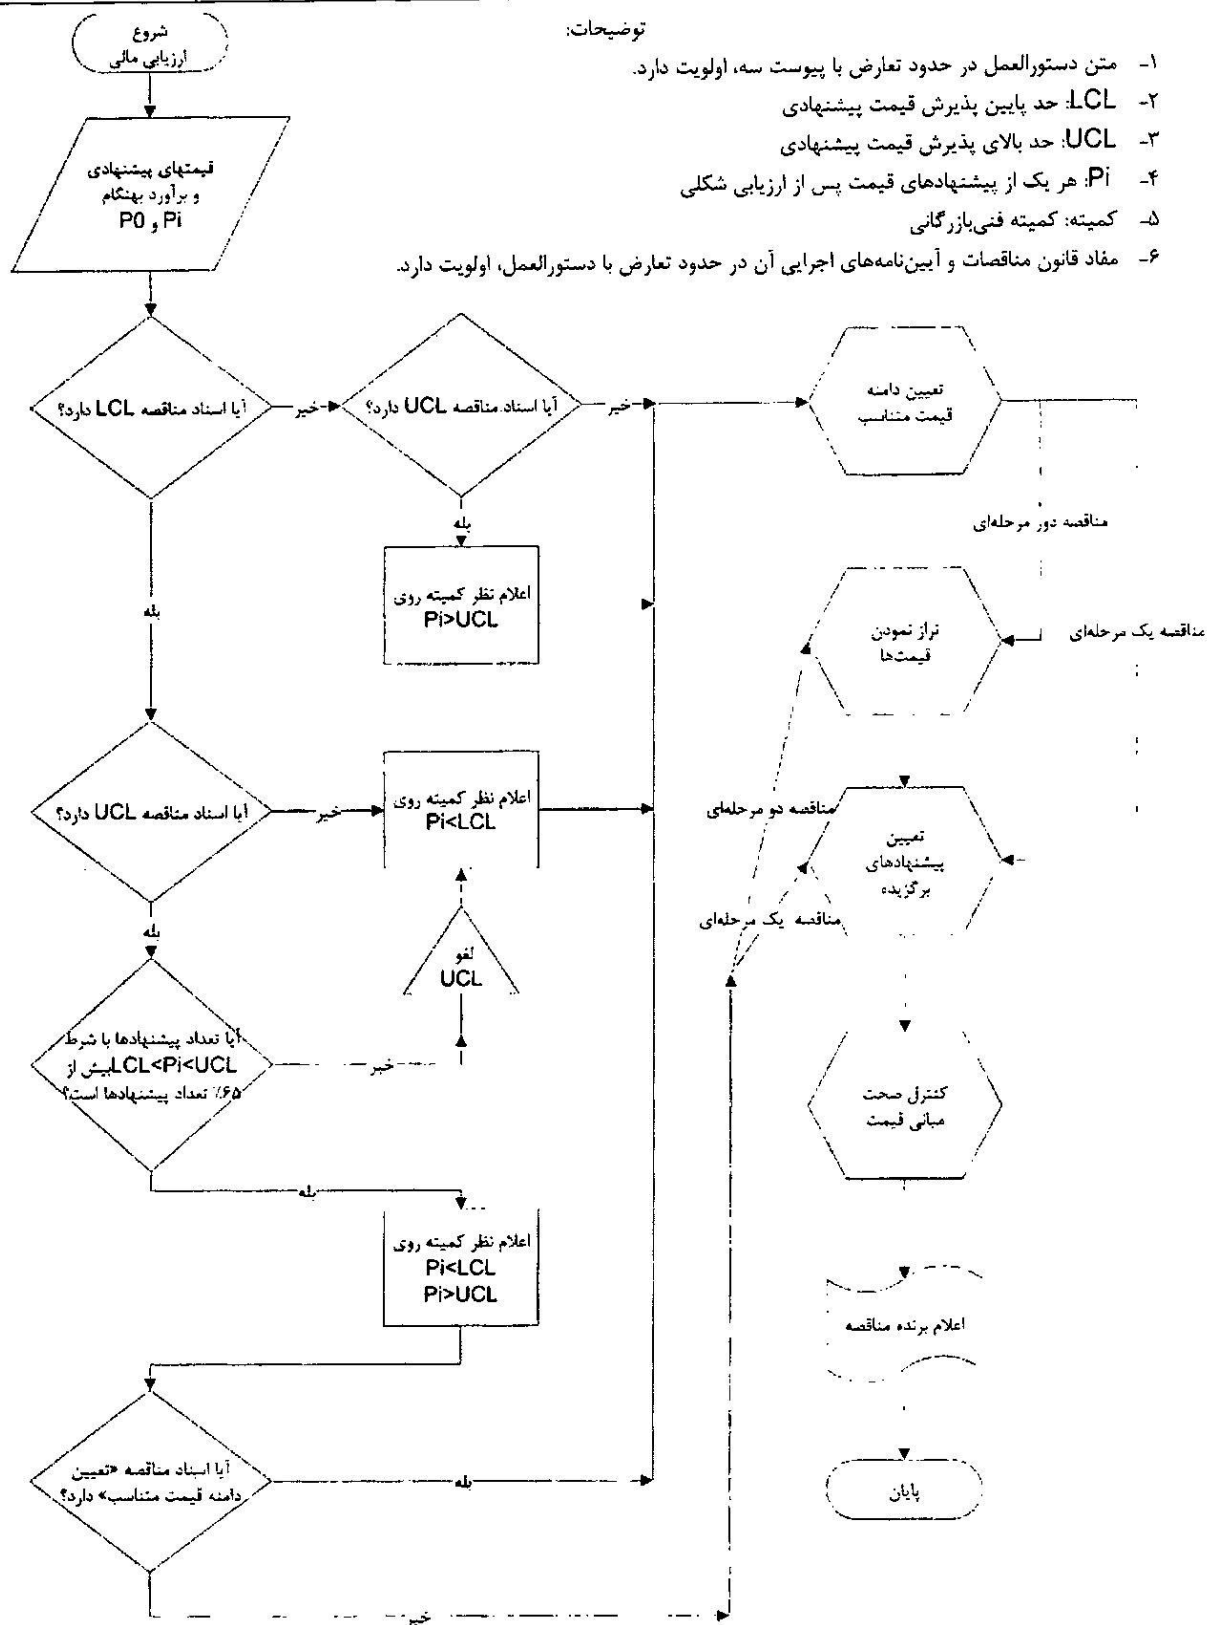 توضیحات:
۱- متن دستورالعمل در حدود تعارض با پیوست سه، اولویت دارد.
۲- LCL: حد پایین پذیرش قیمت پیشنهادی
۳- UCL: حد بالای پذیرش قیمت پیشنهادی
۴- Pi: هر یک از پیشنهادهای قیمت پس از ارزیابی شکلی
۵- کمیته: کمیته فنی‌بازرگانی
۶- مفاد قانون مناقصات و آیین‌نامه‌های اجرایی آن در حدود تعارض با دستورالعمل، اولویت دارد.
شروع
ارزیابی مالی
قیمتهای پیشنهادی
و برآورد بهنگام
Pi و P0
آیا اسناد مناقصه LCL دارد؟
خیر
آیا اسناد مناقصه UCL دارد؟
خیر
تعیین دامنه
قیمت متناسب
بله
اعلام نظر کمیته روی
Pi>UCL
مناقصه دور مرحله‌ای
بله
تراز نمودن
قیمت‌ها
مناقصه یک مرحله‌ای
آیا اسناد مناقصه UCL دارد؟
خیر
اعلام نظر کمیته روی
Pi<LCL
مناقصه دو مرحله‌ای
تعیین
پیشنهادهای
برگزیده
مناقصه یک مرحله‌ای
بله
لغو
UCL
آیا تعداد پیشنهادها با شرط
LCL<Pi<UCLبیش از
۶۵٪ تعداد پیشنهادها است؟
خیر
کنترل صحت
مبانی قیمت
بله
اعلام نظر کمیته روی
Pi<LCL
Pi>UCL
اعلام برنده مناقصه
آیا اسناد مناقصه «تعیین
دامنه قیمت متناسب» دارد؟
بله
پایان
خیر